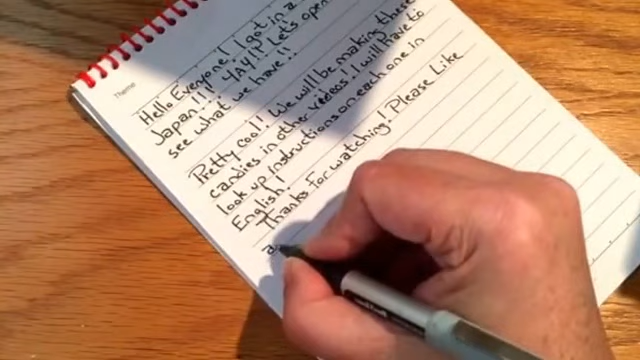 Theme
Hello Everyone! I got in a
Japan!!! YAY!! Lets open
see what we have!!
Pretty cool! We will be making these
candies in other videos! I will have to
look up instructions on each one in
English!
Thanks for watching! Please Like
a